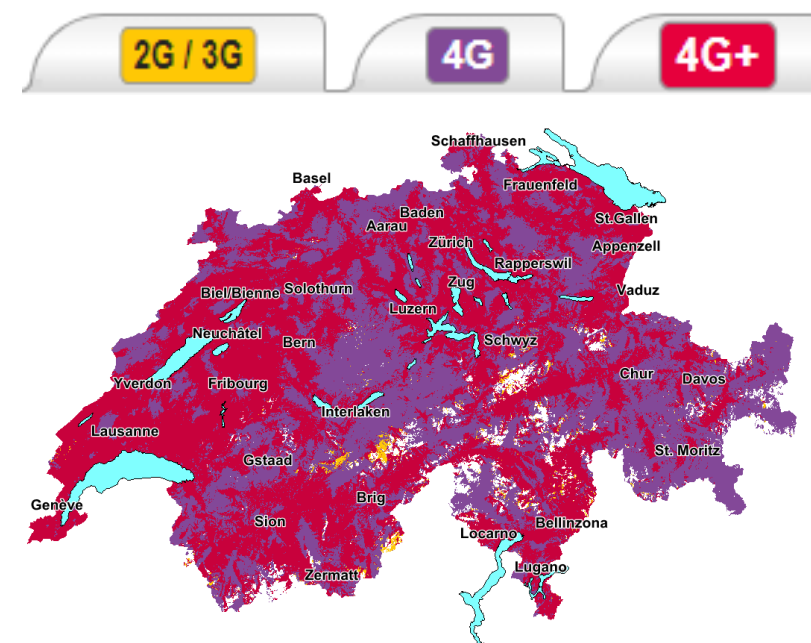 2G / 3G
4G
4G+
Schaffhausen
Basel
Frauenfeld
Baden
Aarau
St.Gallen
Zürich
Appenzell
Rapperswil
Zug
Vaduz
Biel/Bienne
Solothurn
Luzern
Neuchâtel
Bern
Schwyz
Chur
Davos
Yverdon
Fribourg
Interlaken
Lausanne
St. Moritz
Gstaad
Brig
Genève
Sion
Bellinzona
Locarno
Lugano
Zermatt